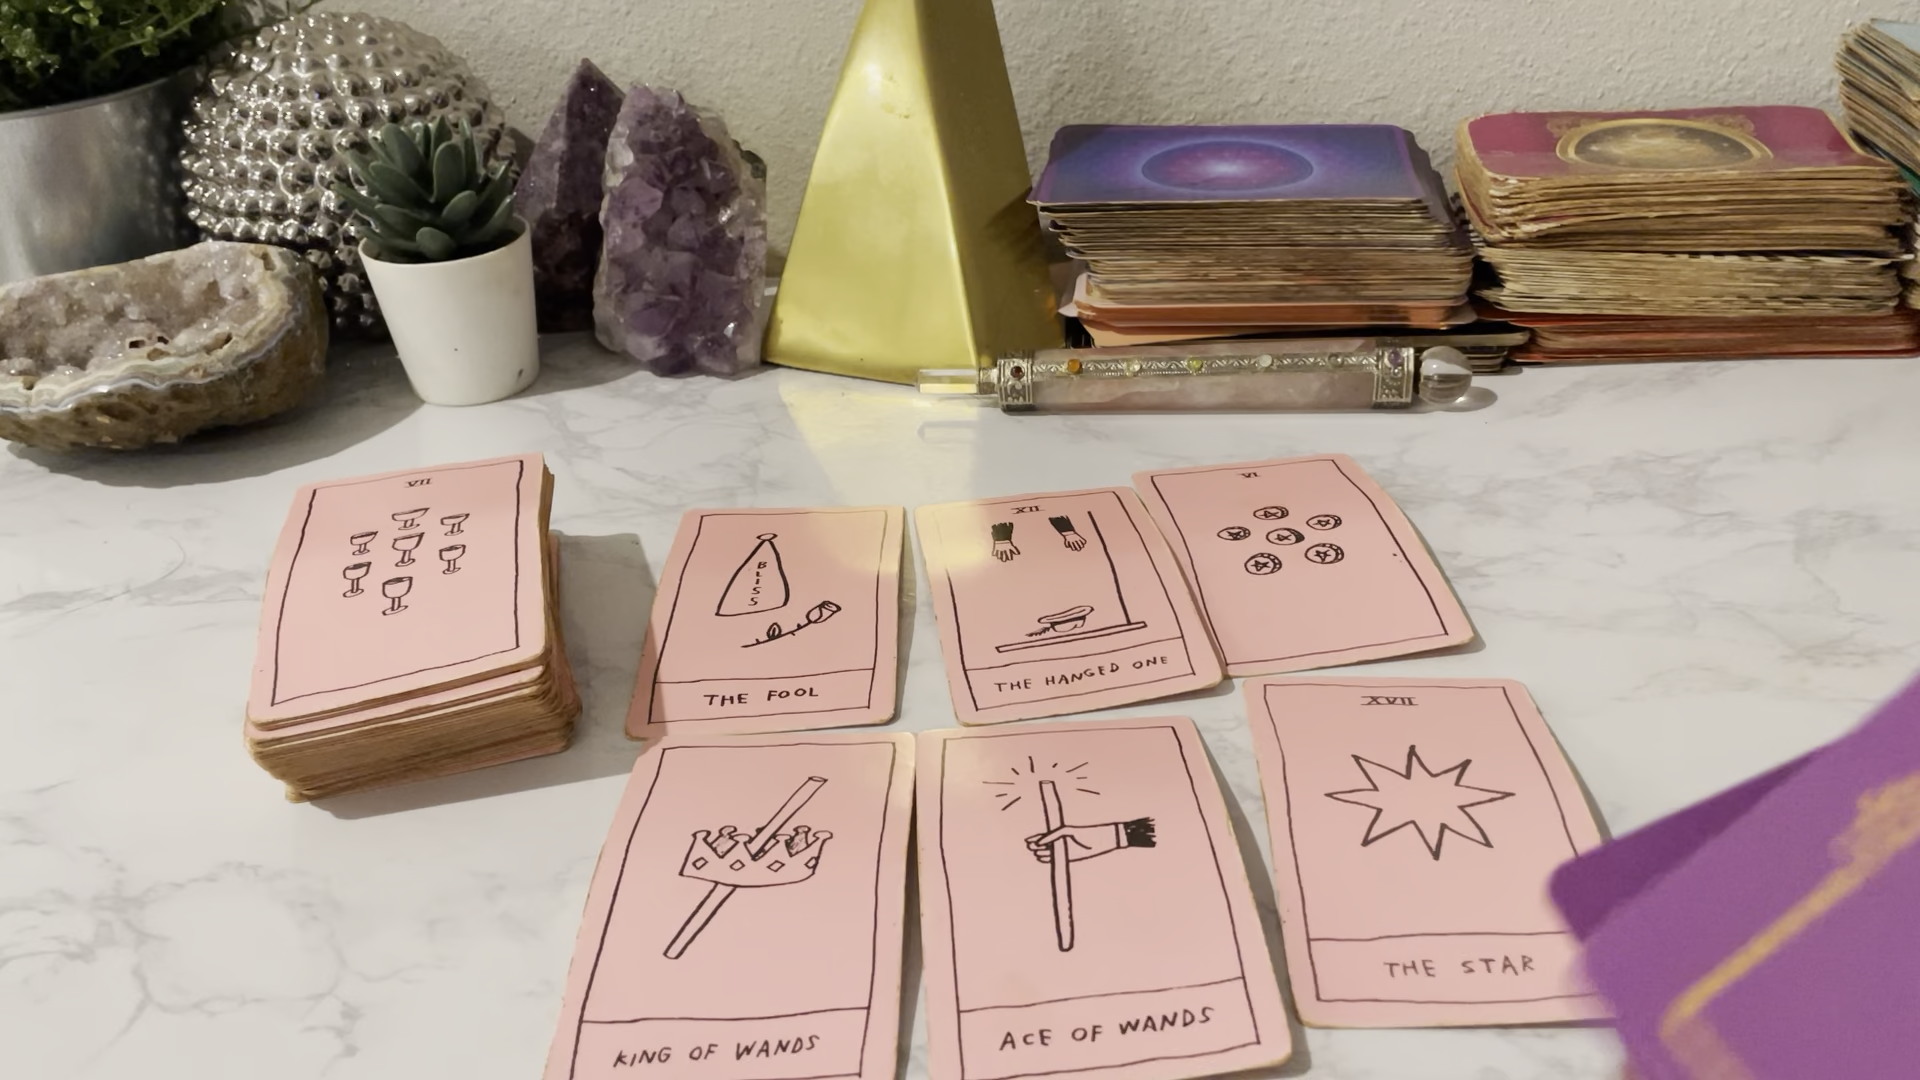 VII
BLISS
THE FOOL
XII
THE HANGED ONE
VI
KING OF WANDS
ACE OF WANDS
XVII
THE STAR